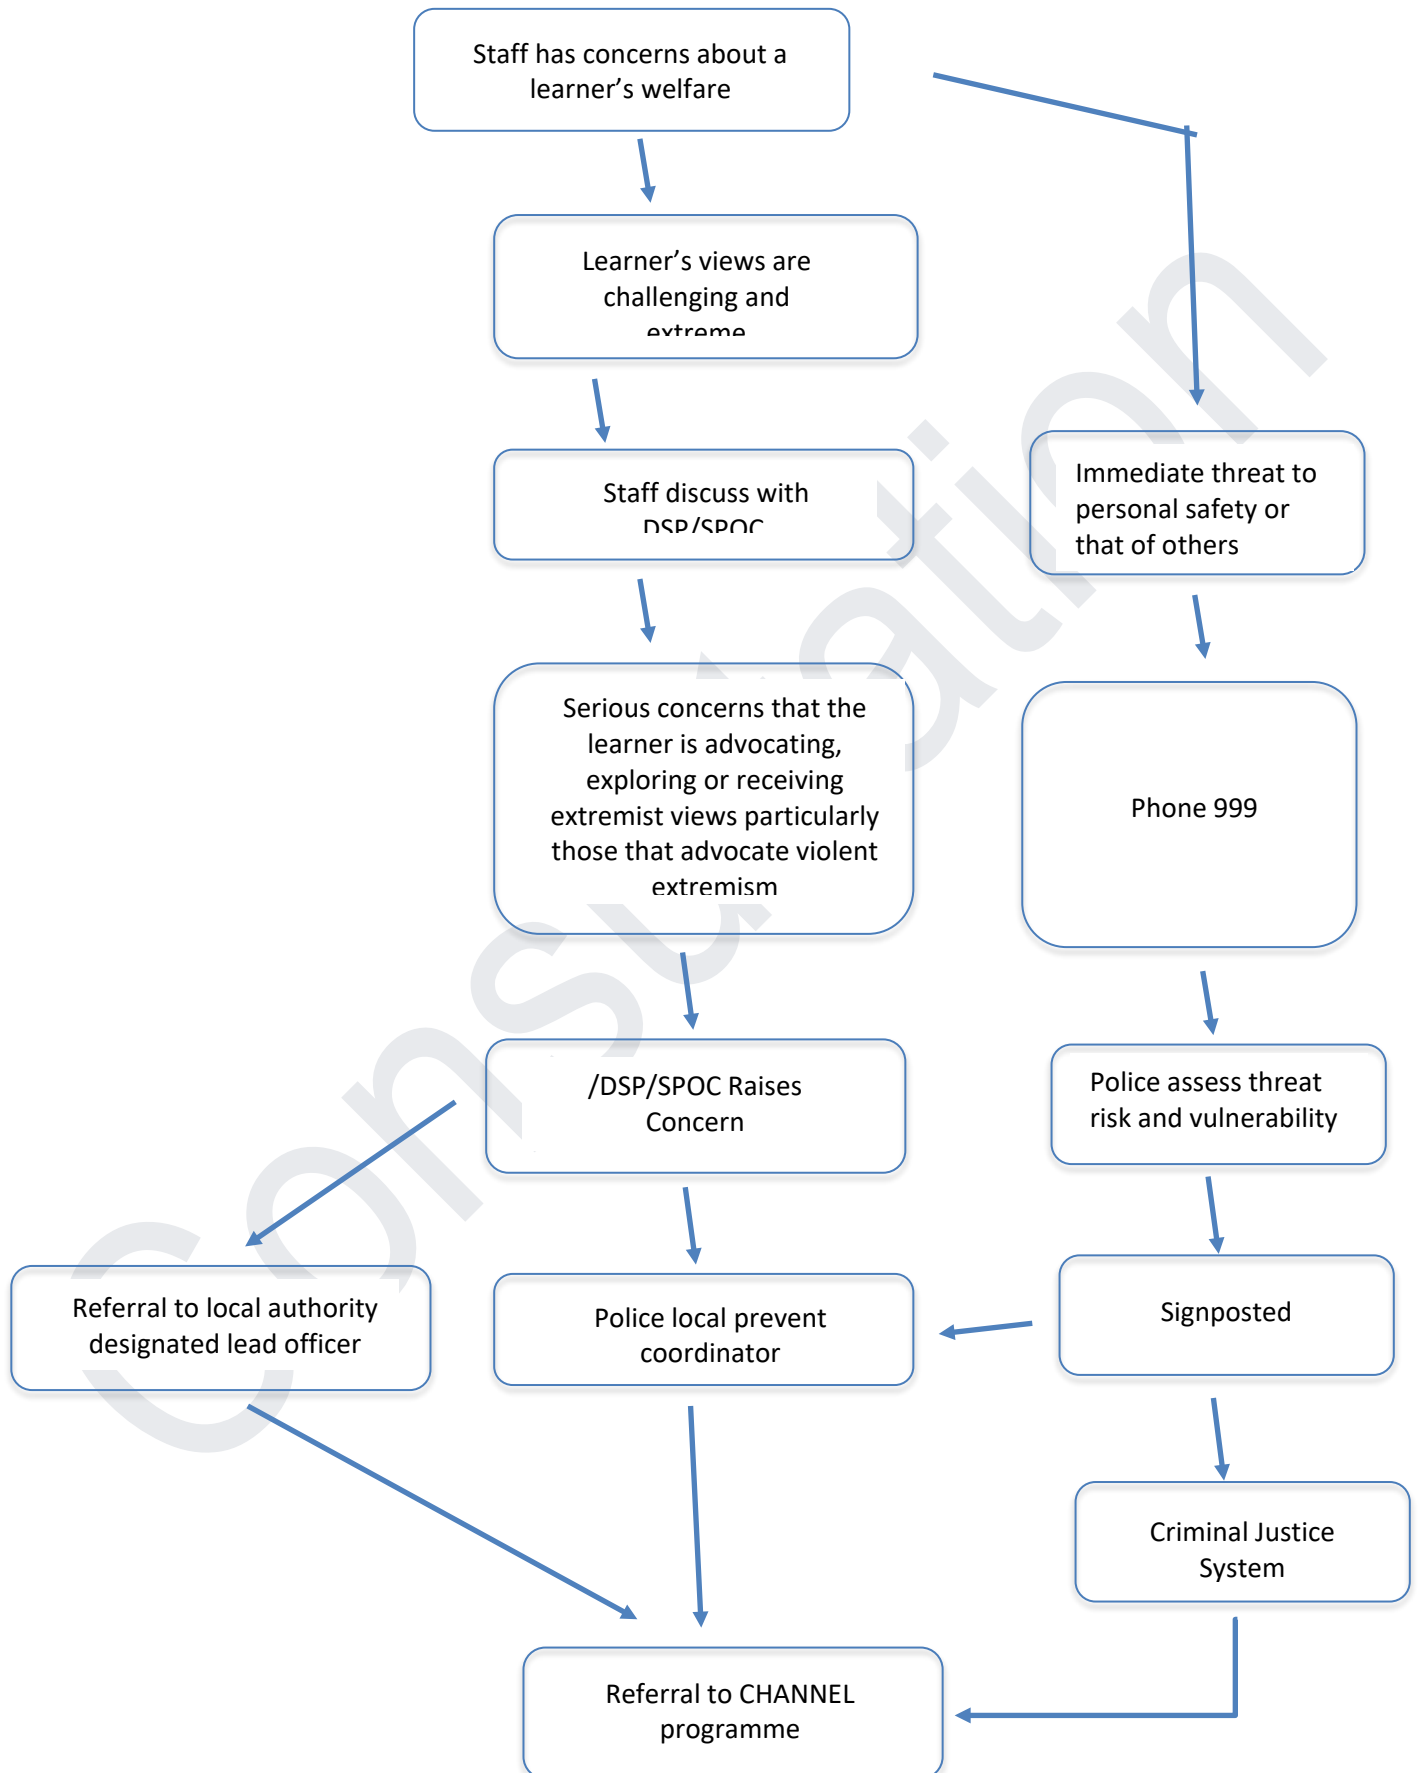 Staff has concerns about a
learner’s welfare
Learner’s views are
challenging and
extreme
Staff discuss with
DSP/SPOC
Immediate threat to
personal safety or
that of others
Serious concerns that the
learner is advocating,
exploring or receiving
extremist views particularly
those that advocate violent
extremism
Phone 999
/DSP/SPOC Raises
Concern
Police assess threat
risk and vulnerability
Referral to local authority
designated lead officer
Police local prevent
coordinator
Signposted
Criminal Justice
System
Referral to CHANNEL
programme
Consultation